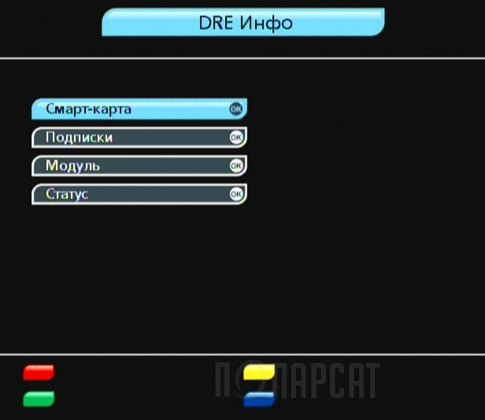 DRE Инфо
Смарт-карта OK
Подписки OK
Модуль OK
Статус OK
ПОЛАРСАТ